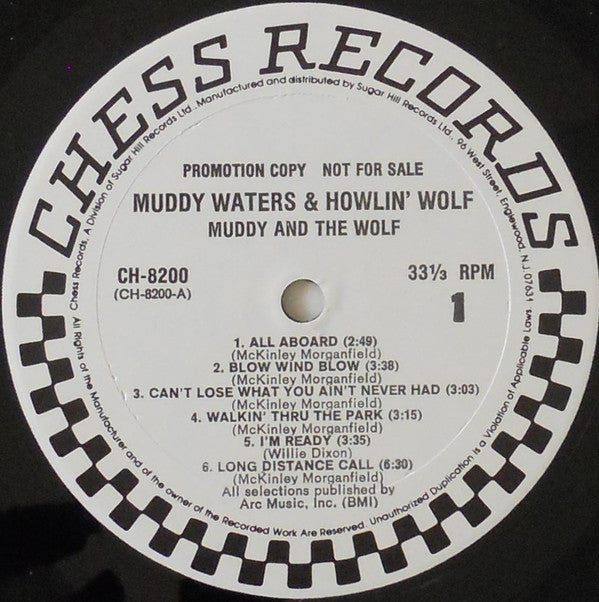 CHESS RECORDS
Chess Records, A Division of Sugar Hill Records Ltd., Manufactured and distributed by Sugar Hill Records Ltd., 96 West Street, Englewood, N.J. 07631
PROMOTION COPY NOT FOR SALE
MUDDY WATERS & HOWLIN' WOLF
MUDDY AND THE WOLF
CH-8200
(CH-8200-A)
33⅓ RPM
1
1. ALL ABOARD (2:49)
(McKinley Morganfield)
2. BLOW WIND BLOW (3:38)
(McKinley Morganfield)
3. CAN'T LOSE WHAT YOU AIN'T NEVER HAD (3:03)
(McKinley Morganfield)
4. WALKIN' THRU THE PARK (3:15)
(McKinley Morganfield)
5. I'M READY (3:35)
(Willie Dixon)
6. LONG DISTANCE CALL (6:30)
(McKinley Morganfield)
All selections published by
Arc Music, Inc. (BMI)
All Rights of the Manufacturer and of the owner of the Recorded Work Are Reserved. Unauthorized Duplication is a Violation of Applicable Laws.